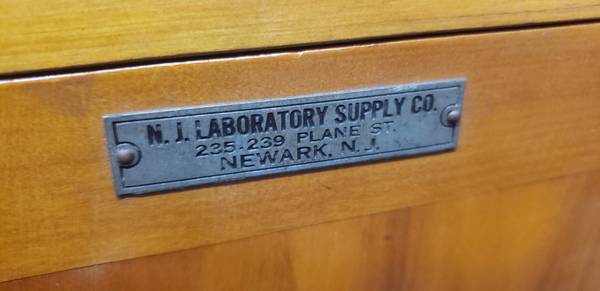 N. J. LABORATORY SUPPLY CO.
235-239 PLANE ST.
NEWARK, N. J.